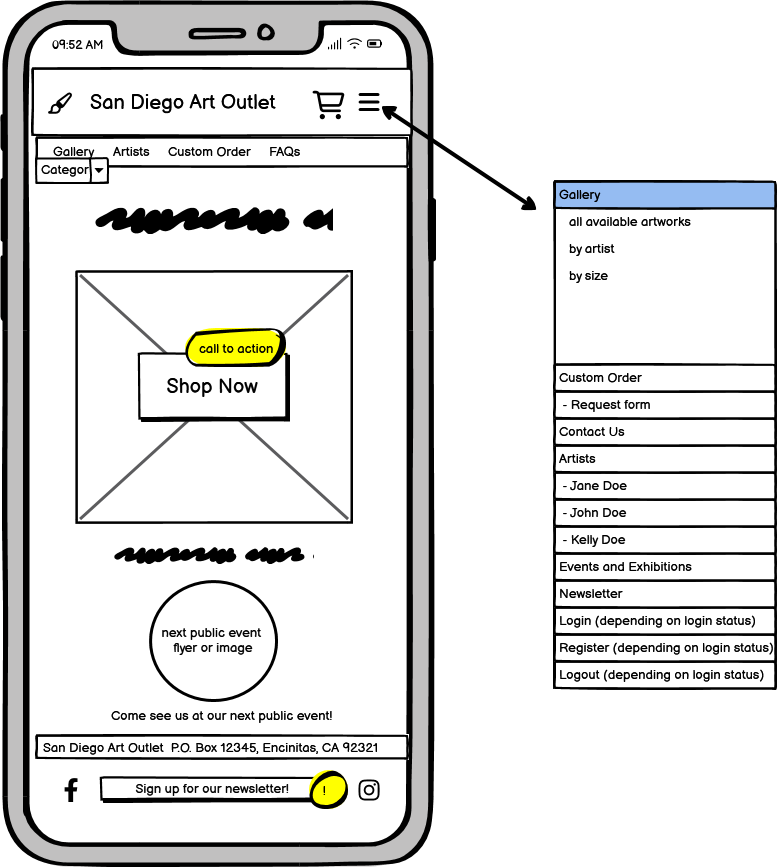 09:52 AM
San Diego Art Outlet
Gallery Artists Custom Order FAQs
Categor
call to action
Shop Now
next public event
flyer or image
Come see us at our next public event!
San Diego Art Outlet P.O. Box 12345, Encinitas, CA 92321
Sign up for our newsletter! !
Gallery
all available artworks
by artist
by size
Custom Order
- Request form
Contact Us
Artists
- Jane Doe
- John Doe
- Kelly Doe
Events and Exhibitions
Newsletter
Login (depending on login status)
Register (depending on login status)
Logout (depending on login status)